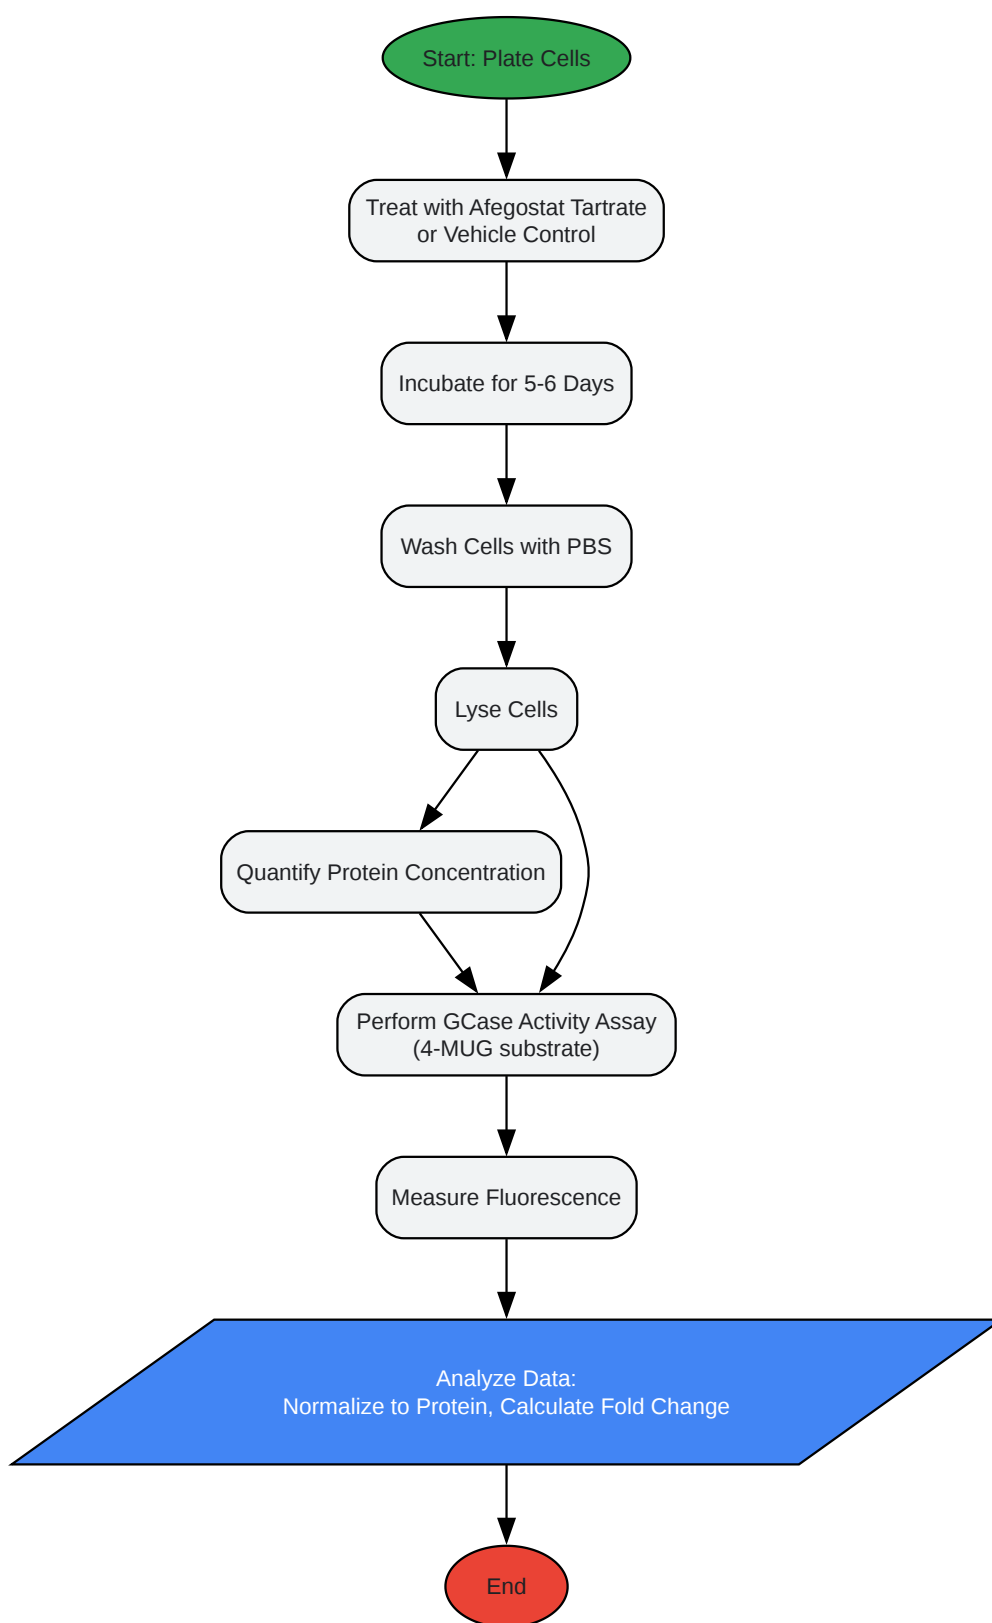 Start: Plate Cells
Treat with Afegostat Tartrate
or Vehicle Control
Incubate for 5-6 Days
Wash Cells with PBS
Lyse Cells
Quantify Protein Concentration
Perform GCase Activity Assay
(4-MUG substrate)
Measure Fluorescence
Analyze Data:
Normalize to Protein, Calculate Fold Change
End